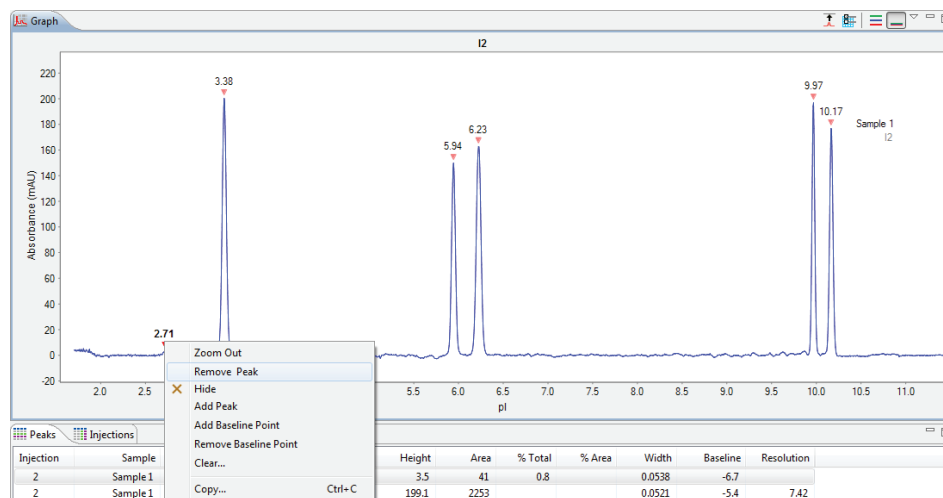 Graph
I2
220
200
180
160
140
120
100
80
60
40
20
0
-20
Absorbance (mAU)
3.38
5.94
6.23
9.97
10.17
Sample 1
I2
2.71
2.0
2.5
5.5
6.0
6.5
7.0
7.5
8.0
8.5
9.0
9.5
10.0
10.5
11.0
pI
Zoom Out
Remove Peak
Hide
Add Peak
Add Baseline Point
Remove Baseline Point
Clear...
Copy... Ctrl+C
Peaks Injections
Injection Sample Height Area % Total % Area Width Baseline Resolution
2 Sample 1 3.5 41 0.8 0.0538 -6.7
2 Sample 1 199.1 2253 0.0521 -5.4 7.42